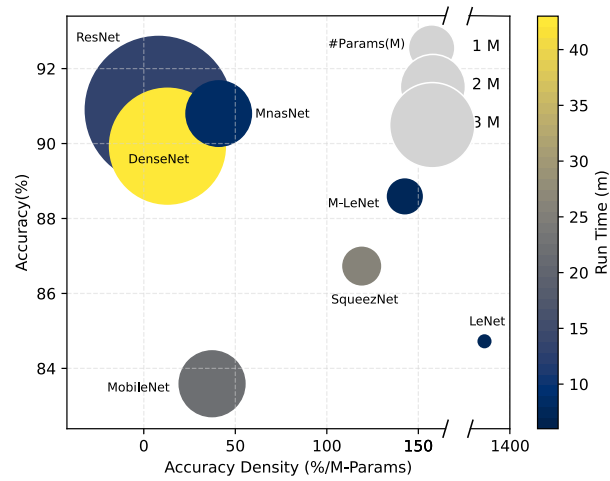 ResNet
#Params(M)
1 M
2 M
3 M
MnasNet
DenseNet
M-LeNet
SqueezNet
LeNet
MobileNet
92
90
88
86
84
Accuracy(%)
0
50
100
150
1400
Accuracy Density (%/M-Params)
40
35
30
25
20
15
10
Run Time (m)